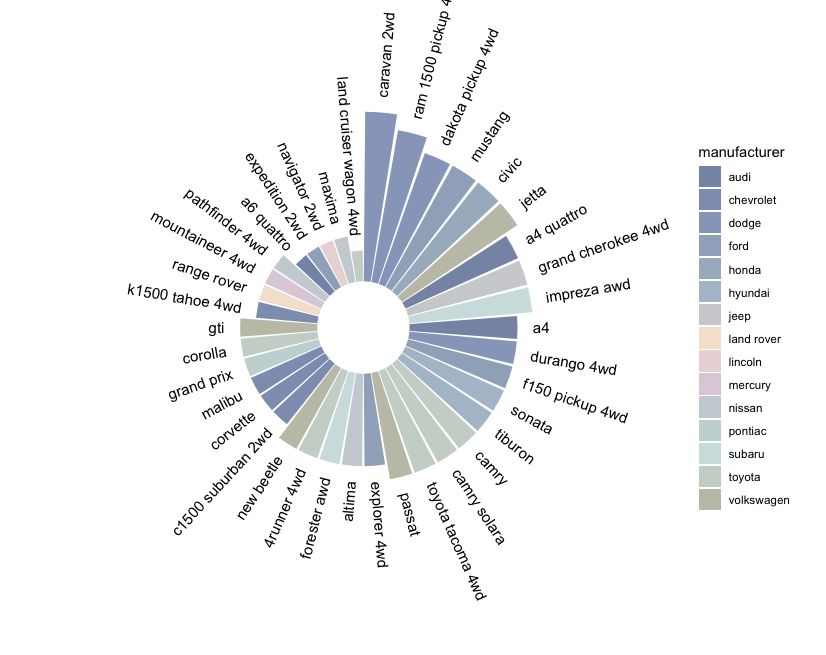 caravan 2wd
ram 1500 pickup 4
dakota pickup 4wd
mustang
civic
jetta
a4 quattro
grand cherokee 4wd
impreza awd
a4
durango 4wd
f150 pickup 4wd
sonata
tiburon
camry
camry solara
toyota tacoma 4wd
passat
explorer 4wd
altima
forester awd
4runner 4wd
new beetle
c1500 suburban 2wd
corvette
malibu
grand prix
corolla
gti
k1500 tahoe 4wd
range rover
mountaineer 4wd
pathfinder 4wd
a6 quattro
expedition 2wd
navigator 2wd
maxima
land cruiser wagon 4wd
manufacturer
audi
chevrolet
dodge
ford
honda
hyundai
jeep
land rover
lincoln
mercury
nissan
pontiac
subaru
toyota
volkswagen